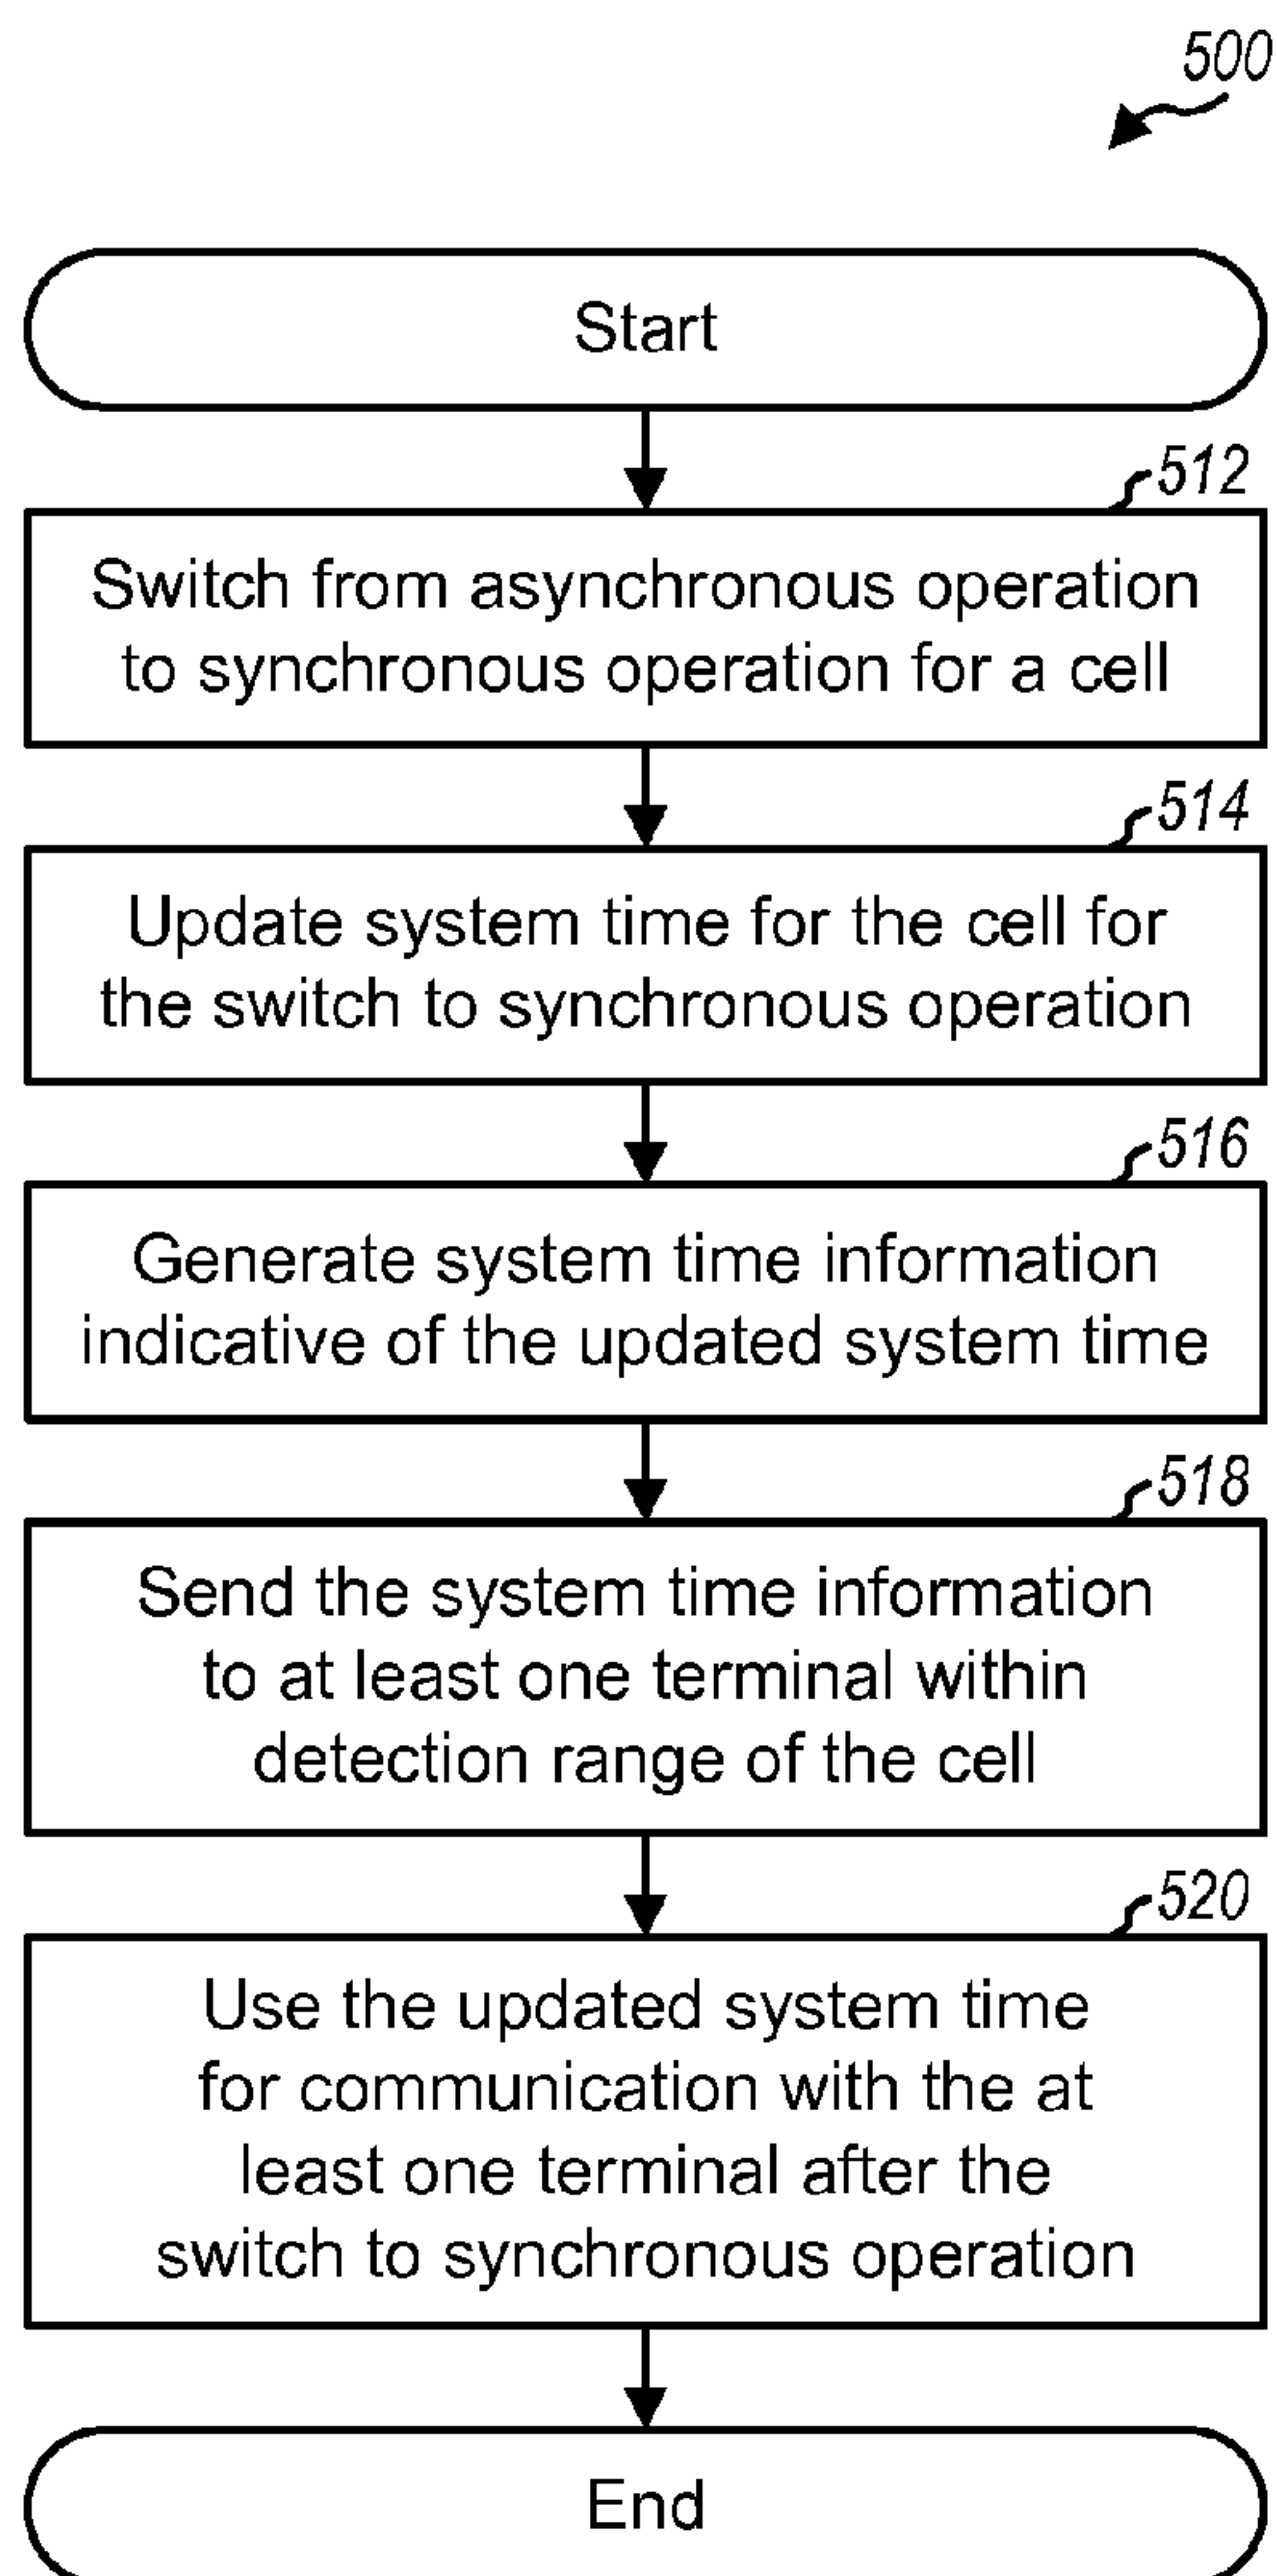 500
Start
512
Switch from asynchronous operation
to synchronous operation for a cell
514
Update system time for the cell for
the switch to synchronous operation
516
Generate system time information
indicative of the updated system time
518
Send the system time information
to at least one terminal within
detection range of the cell
520
Use the updated system time
for communication with the at
least one terminal after the
switch to synchronous operation
End